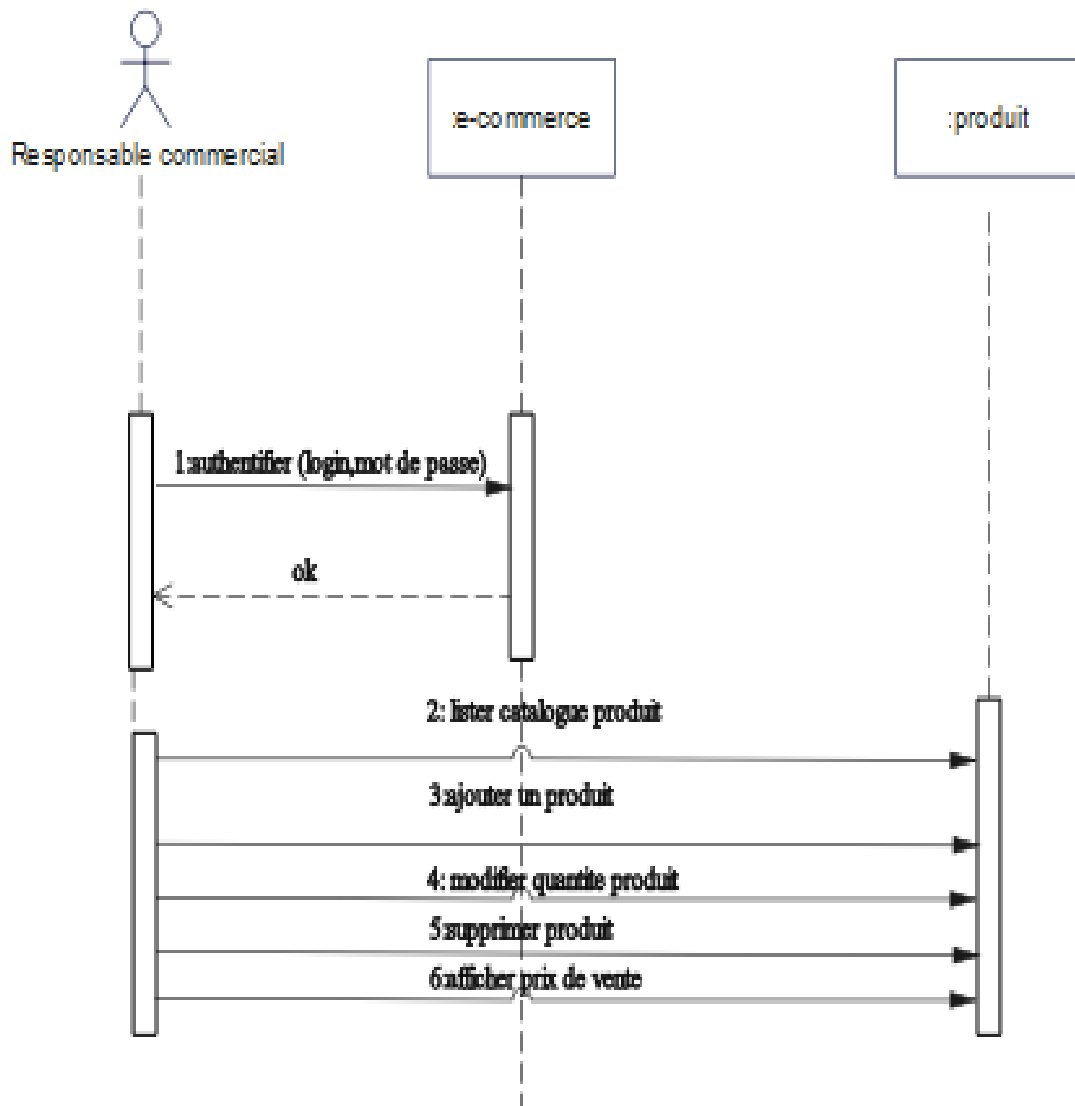 :e-commerce
:produit
Responsable commercial
1:authentifier (login,mot de passe)
ok
2: lister catalogue produit
3:ajouter un produit
4: modifier quantite produit
5:supprimer produit
6:afficher prix de vente